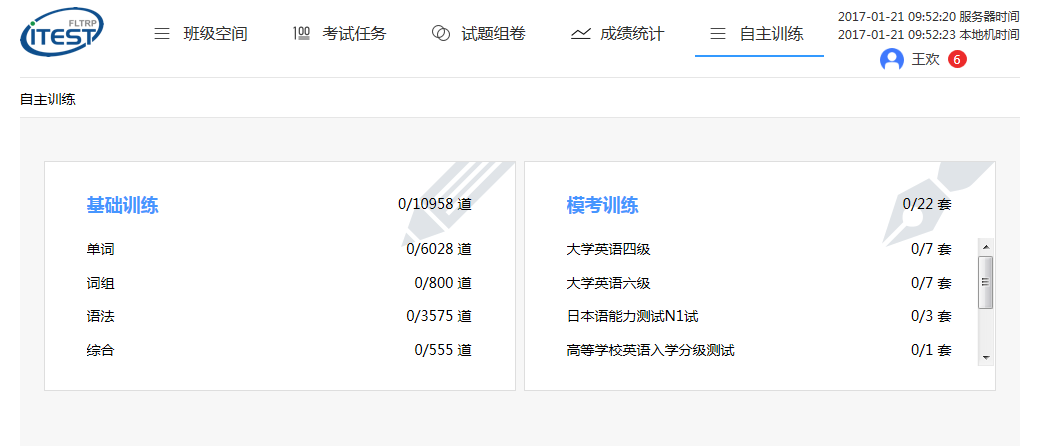 FLTRP
iTEST
班级空间
考试任务
试题组卷
成绩统计
自主训练
2017-01-21 09:52:20 服务器时间
2017-01-21 09:52:23 本地机时间
王欢 6
自主训练
基础训练 0/10958 道
单词 0/6028 道
词组 0/800 道
语法 0/3575 道
综合 0/555 道
模考训练 0/22 套
大学英语四级 0/7 套
大学英语六级 0/7 套
日本语能力测试N1试 0/3 套
高等学校英语入学分级测试 0/1 套